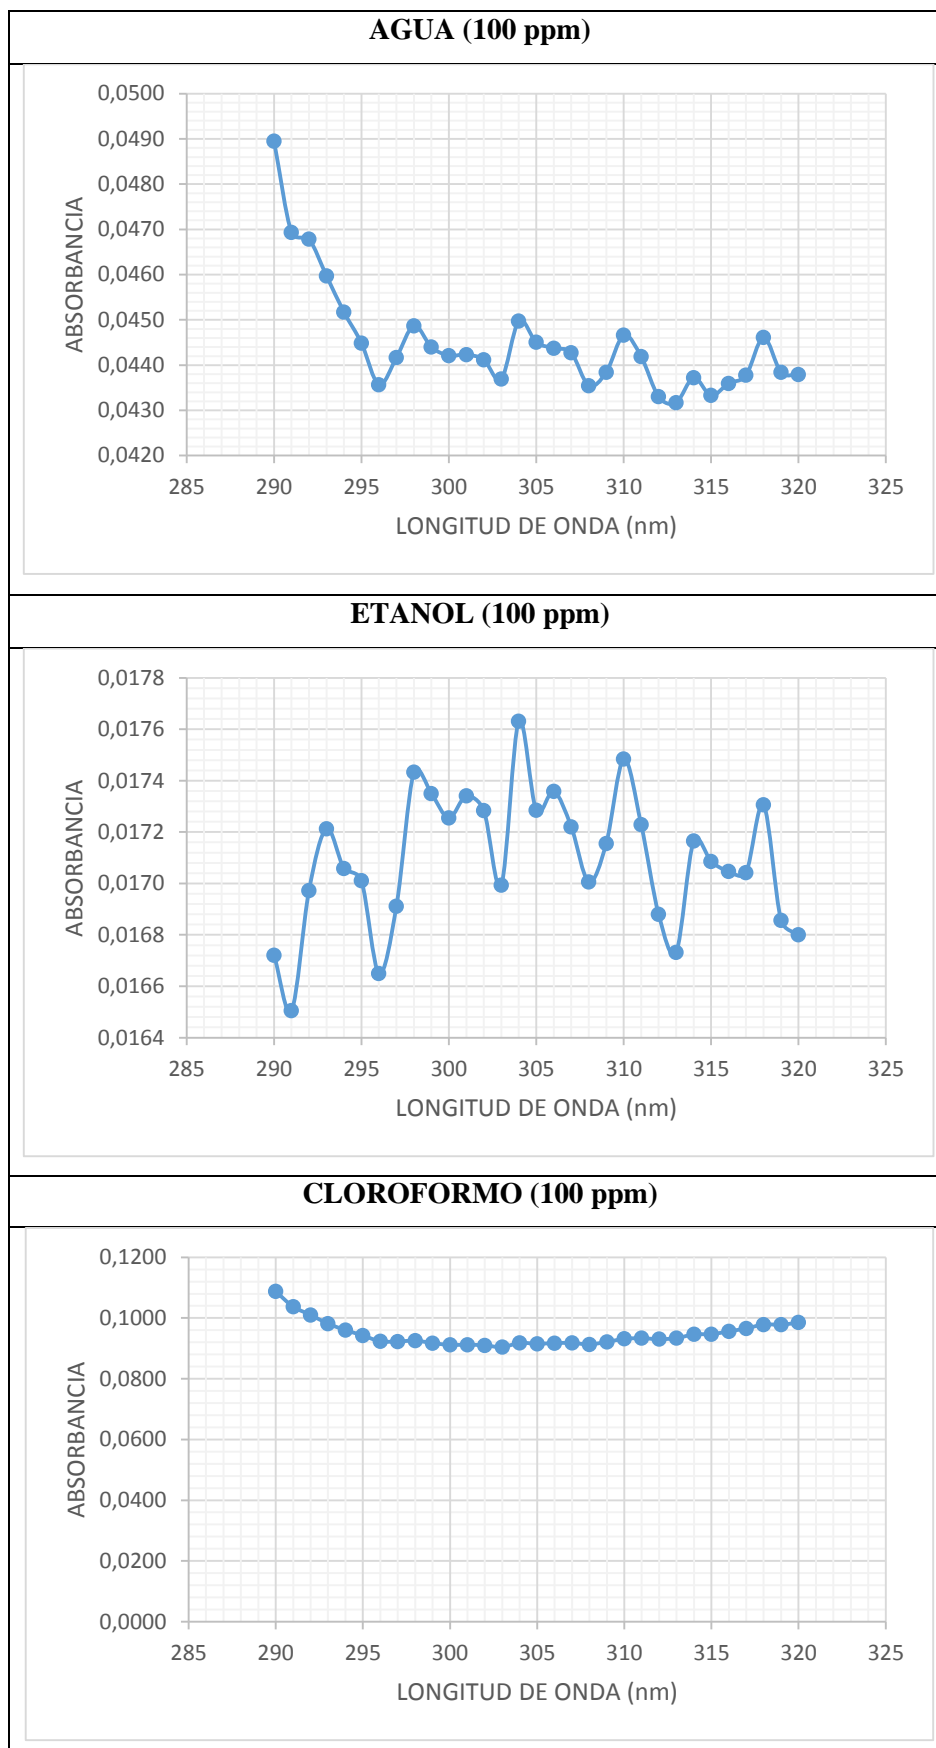 AGUA (100 ppm)
0,0500
0,0490
0,0480
0,0470
0,0460
0,0450
0,0440
0,0430
0,0420
ABSORBANCIA
285 290 295 300 305 310 315 320 325
LONGITUD DE ONDA (nm)
ETANOL (100 ppm)
0,0178
0,0176
0,0174
0,0172
0,0170
0,0168
0,0166
0,0164
ABSORBANCIA
285 290 295 300 305 310 315 320 325
LONGITUD DE ONDA (nm)
CLOROFORMO (100 ppm)
0,1200
0,1000
0,0800
0,0600
0,0400
0,0200
0,0000
ABSORBANCIA
285 290 295 300 305 310 315 320 325
LONGITUD DE ONDA (nm)